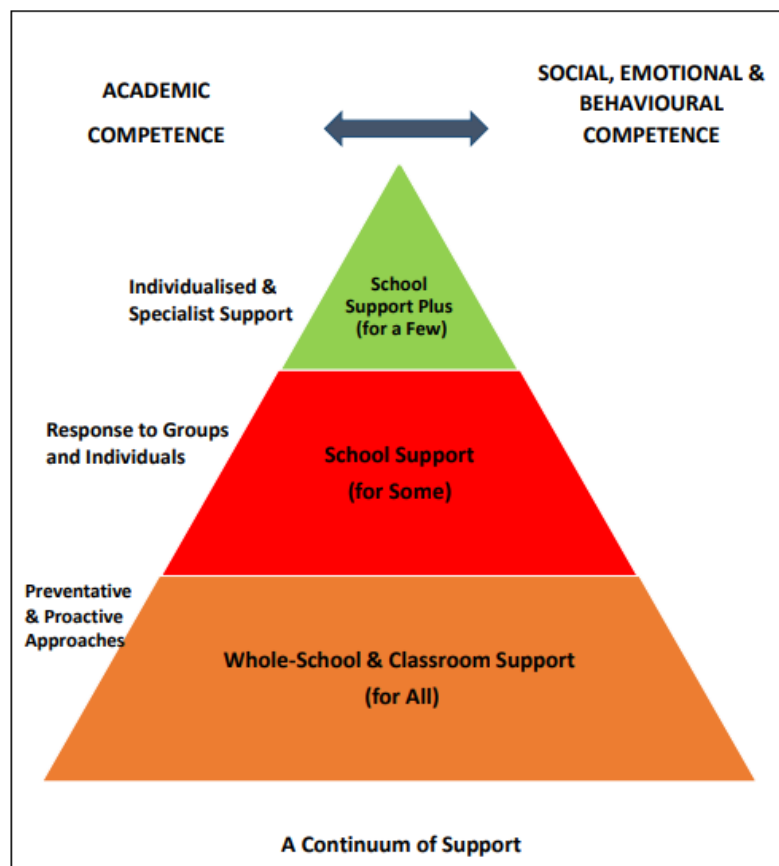 ACADEMIC
COMPETENCE
SOCIAL, EMOTIONAL &
BEHAVIOURAL
COMPETENCE
Individualised &
Specialist Support
School
Support Plus
(for a Few)
Response to Groups
and Individuals
School Support
(for Some)
Preventative
& Proactive
Approaches
Whole-School & Classroom Support
(for All)
A Continuum of Support